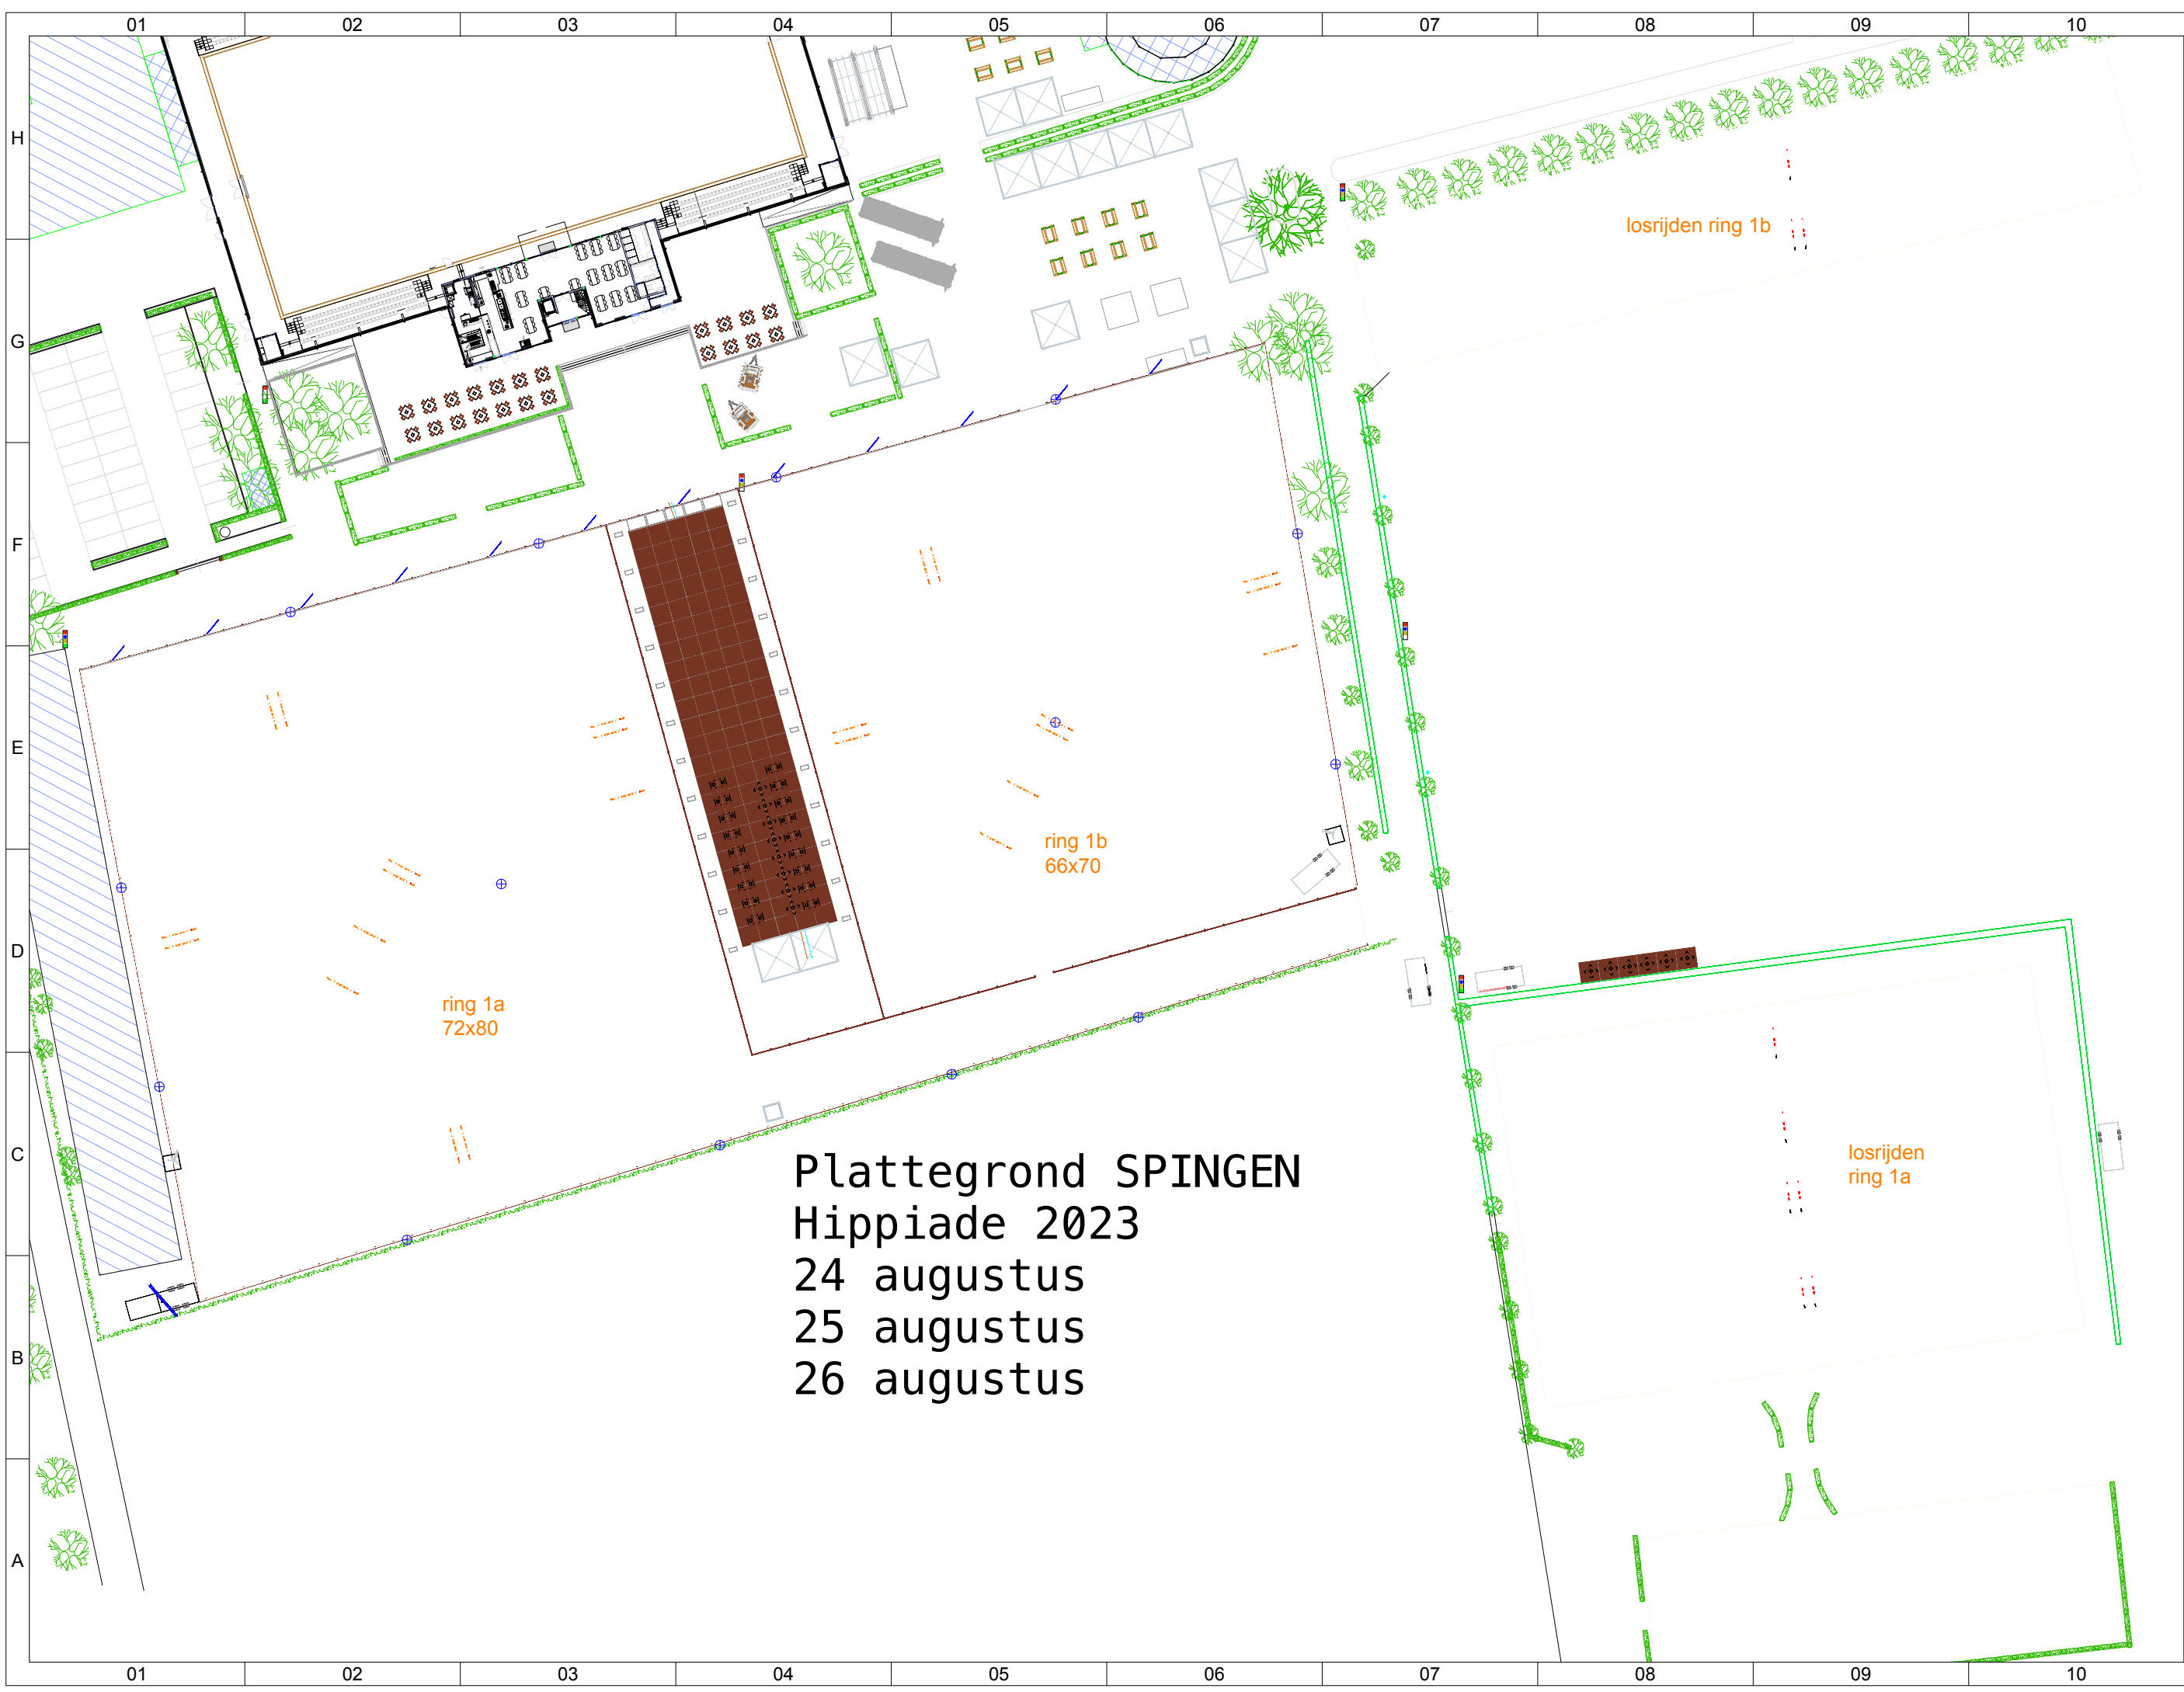 01 02 03 04 05 06 07 08 09 10
H
losrijden ring 1b
G
F
E
ring 1b
66x70
D
ring 1a
72x80
C
losrijden
ring 1a
Plattegrond SPINGEN
Hippiade 2023
24 augustus
25 augustus
26 augustus
B
A
01 02 03 04 05 06 07 08 09 10